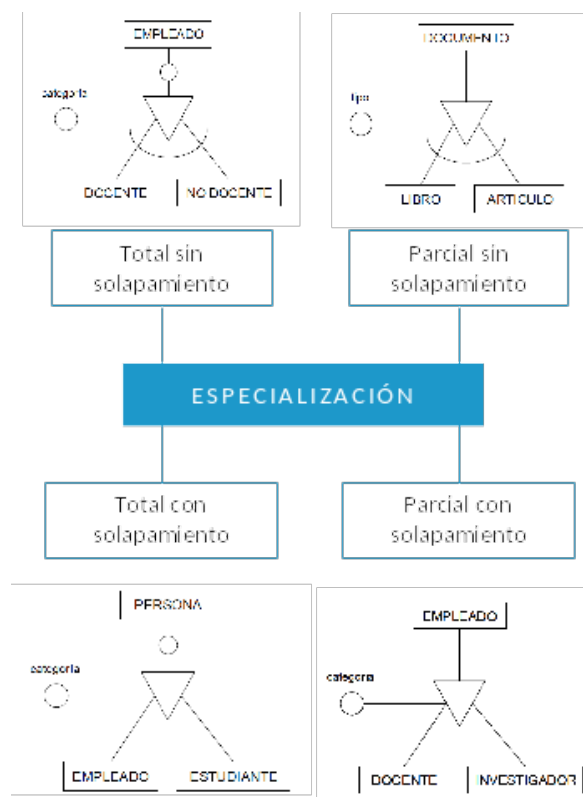 EMPLEADO
categoría
DOCENTE
NO DOCENTE
DOCUMENTO
tipo
LIBRO
ARTICULO
Total sin
solapamiento
Parcial sin
solapamiento
ESPECIALIZACIÓN
Total con
solapamiento
Parcial con
solapamiento
PERSONA
categoría
EMPLEADO
ESTUDIANTE
EMPLEADO
categoría
DOCENTE
INVESTIGADOR